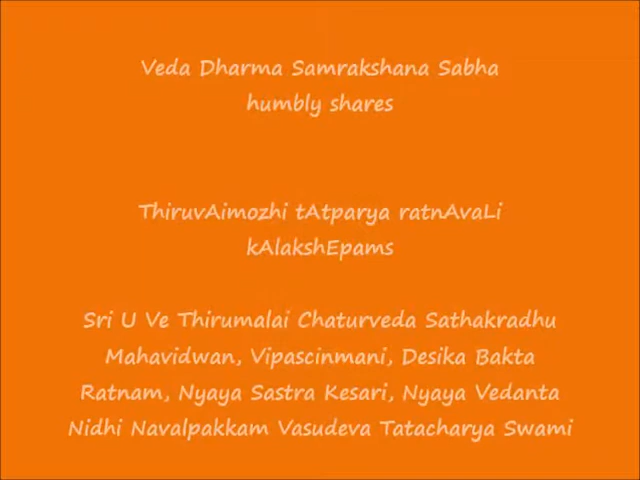 Veda Dharma Samrakshana Sabha
humbly shares
ThiruvAimozhi tAtparya ratnAvaLi
kAlakshEpams
Sri U Ve Thirumalai Chaturveda Sathakradhu
Mahavidwan, Vipascinmani, Desika Bakta
Ratnam, Nyaya Sastra Kesari, Nyaya Vedanta
Nidhi Navalpakkam Vasudeva Tatacharya Swami